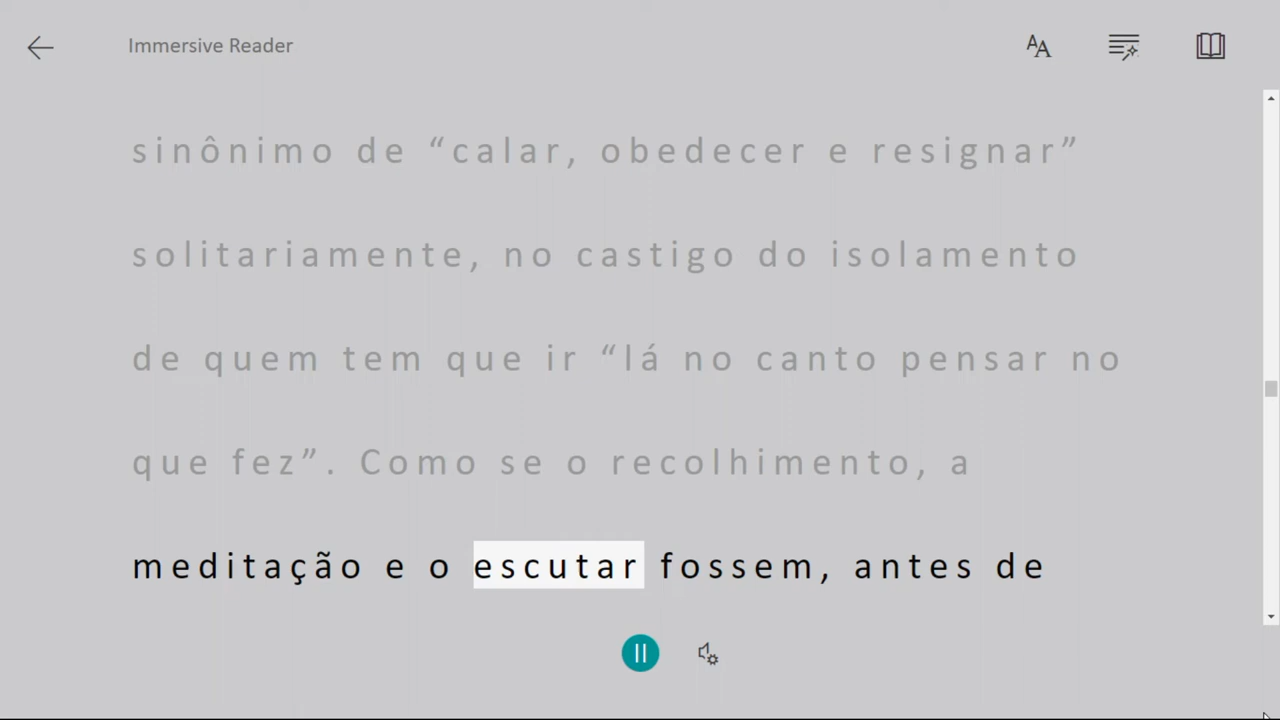 Immersive Reader
sinônimo de “calar, obedecer e resignar”
solitariamente, no castigo do isolamento
de quem tem que ir “lá no canto pensar no
que fez”. Como se o recolhimento, a
meditação e o escutar fossem, antes de